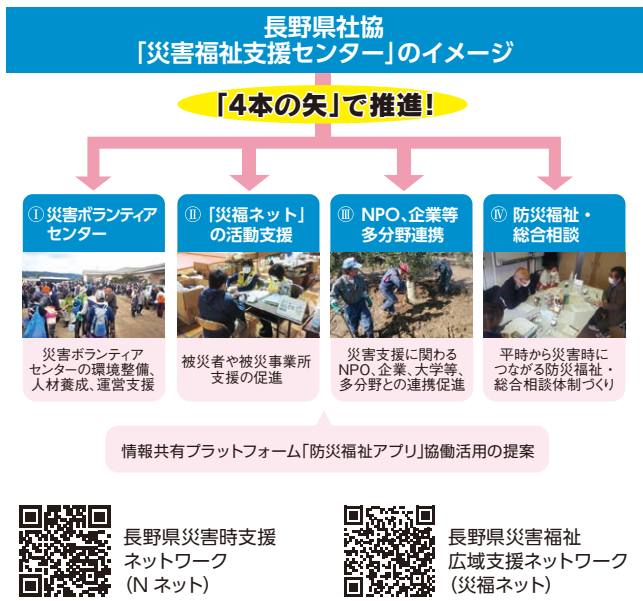 長野県社協
「災害福祉支援センター」のイメージ
「4本の矢」で推進!
Ⅰ 災害ボランティア
センター
Ⅱ 「災福ネット」
の活動支援
Ⅲ NPO、企業等
多分野連携
Ⅳ 防災福祉・
総合相談
災害ボランティア
センターの環境整備、
人材養成、運営支援
被災者や被災事業所
支援の促進
災害支援に関わる
NPO、企業、大学等、
多分野との連携促進
平時から災害時に
つながる防災福祉・
総合相談体制づくり
情報共有プラットフォーム「防災福祉アプリ」協働活用の提案
長野県災害時支援
ネットワーク
(N ネット)
長野県災害福祉
広域支援ネットワーク
(災福ネット)